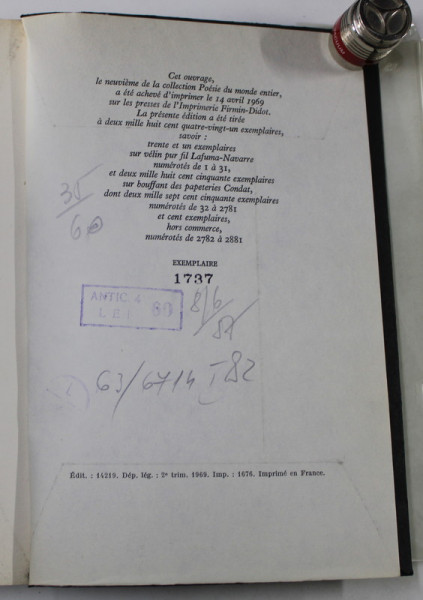 Cet ouvrage,
le neuvième de la collection Poésie du monde entier,
a été achevé d'imprimer le 14 avril 1969
sur les presses de l'Imprimerie Firmin-Didot.
La présente édition a été tirée
à deux mille huit cent quatre-vingt-un exemplaires,
savoir :
trente et un exemplaires
sur vélin pur fil Lafuma-Navarre
numérotés de 1 à 31,
et deux mille huit cent cinquante exemplaires
sur bouffant des papeteries Condat,
dont deux mille sept cent cinquante exemplaires
numérotés de 32 à 2781
et cent exemplaires,
hors commerce,
numérotés de 2782 à 2881
EXEMPLAIRE
1737
ANTIC 4
63/6714 I 82
Édit. : 14219. Dép. lég. : 2e trim. 1969. Imp. : 1676. Imprimé en France.